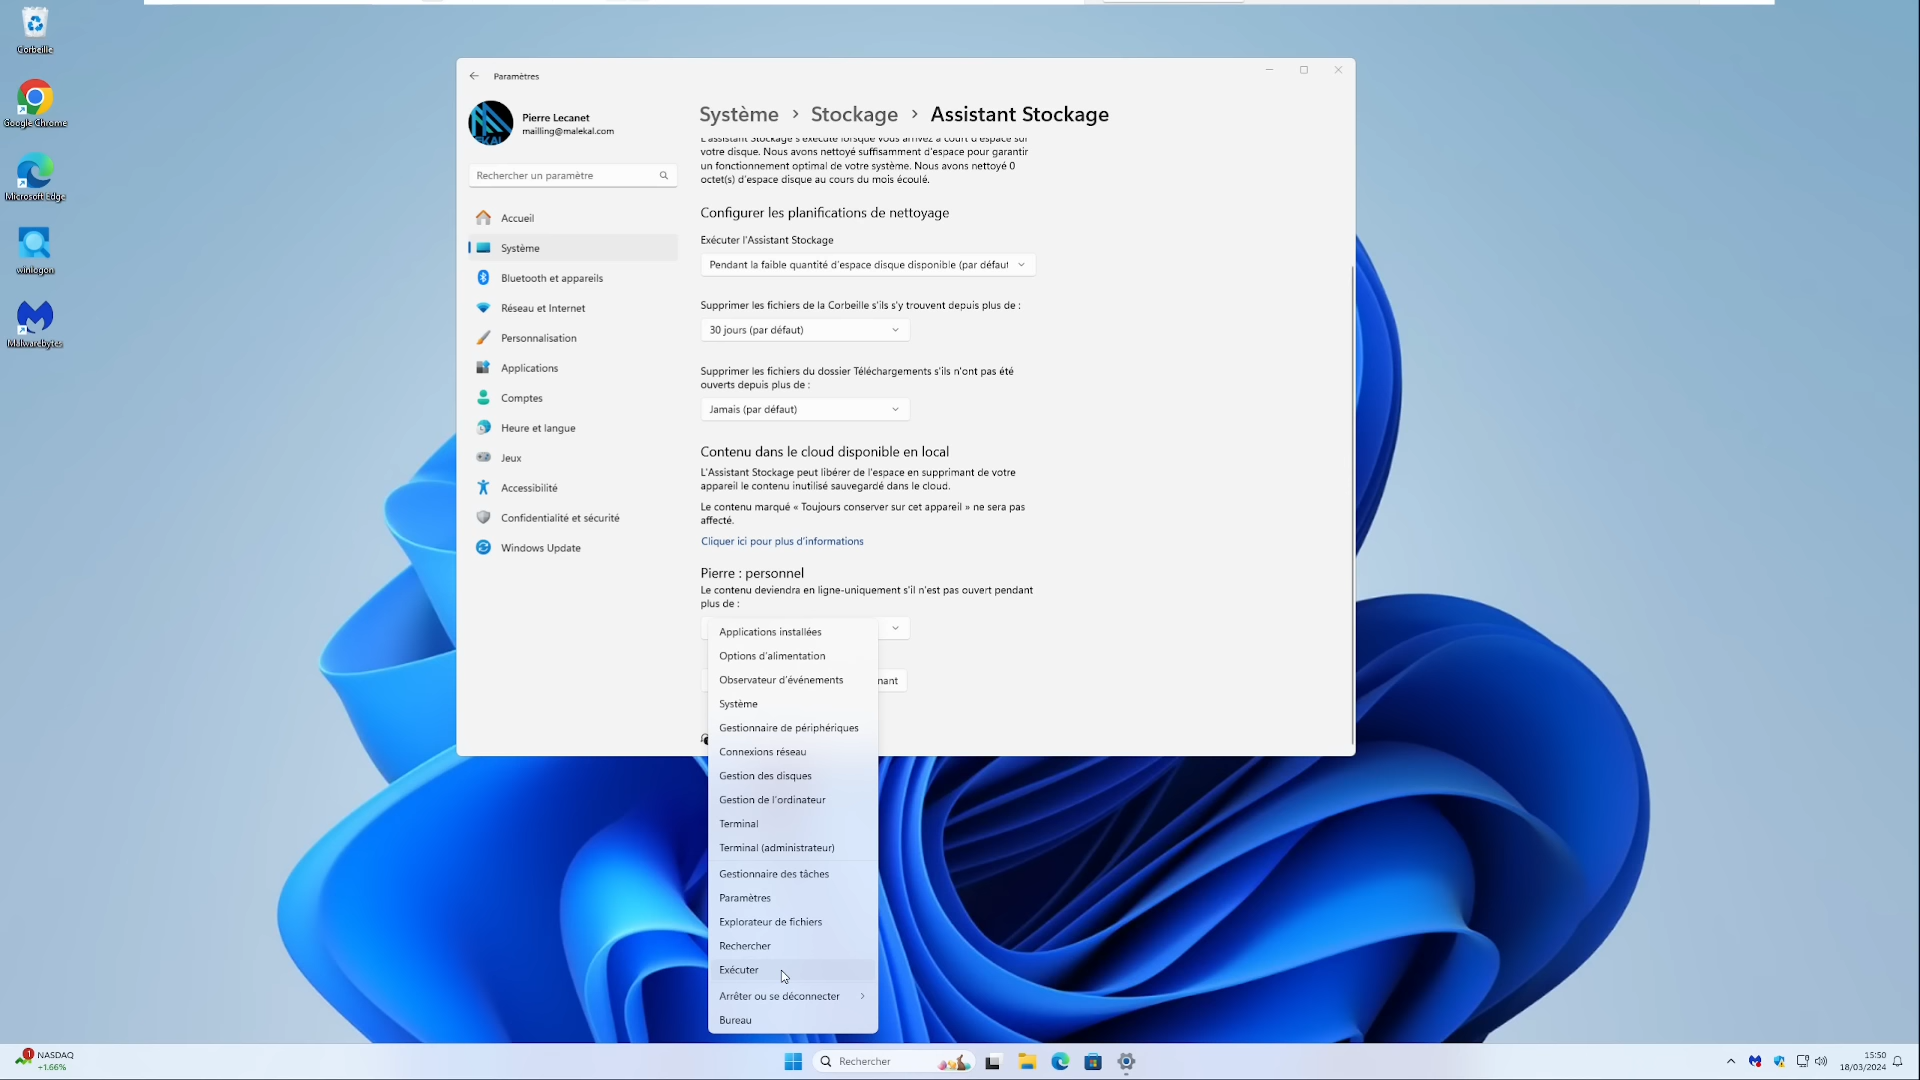 Corbeille
Google Chrome
Microsoft Edge
winlogon
Malwarebytes
Paramètres
Pierre Lecanet
mailling@malekal.com
Rechercher un paramètre
Accueil
Système
Bluetooth et appareils
Réseau et Internet
Personnalisation
Applications
Comptes
Heure et langue
Jeux
Accessibilité
Confidentialité et sécurité
Windows Update
Système > Stockage > Assistant Stockage
L'assistant Stockage s'exécute lorsque vous arrivez à court d'espace sur
votre disque. Nous avons nettoyé suffisamment d'espace pour garantir
un fonctionnement optimal de votre système. Nous avons nettoyé 0
octet(s) d'espace disque au cours du mois écoulé.
Configurer les planifications de nettoyage
Exécuter l'Assistant Stockage
Pendant la faible quantité d'espace disque disponible (par défaut
Supprimer les fichiers de la Corbeille s'ils s'y trouvent depuis plus de :
30 jours (par défaut)
Supprimer les fichiers du dossier Téléchargements s'ils n'ont pas été
ouverts depuis plus de :
Jamais (par défaut)
Contenu dans le cloud disponible en local
L'Assistant Stockage peut libérer de l'espace en supprimant de votre
appareil le contenu inutilisé sauvegardé dans le cloud.
Le contenu marqué « Toujours conserver sur cet appareil » ne sera pas
affecté.
Cliquer ici pour plus d'informations
Pierre : personnel
Le contenu deviendra en ligne-uniquement s'il n'est pas ouvert pendant
plus de :
nant
Applications installées
Options d'alimentation
Observateur d'événements
Système
Gestionnaire de périphériques
Connexions réseau
Gestion des disques
Gestion de l'ordinateur
Terminal
Terminal (administrateur)
Gestionnaire des tâches
Paramètres
Explorateur de fichiers
Rechercher
Exécuter
Arrêter ou se déconnecter
Bureau
1
NASDAQ
+1.66%
Rechercher
15:50
18/03/2024